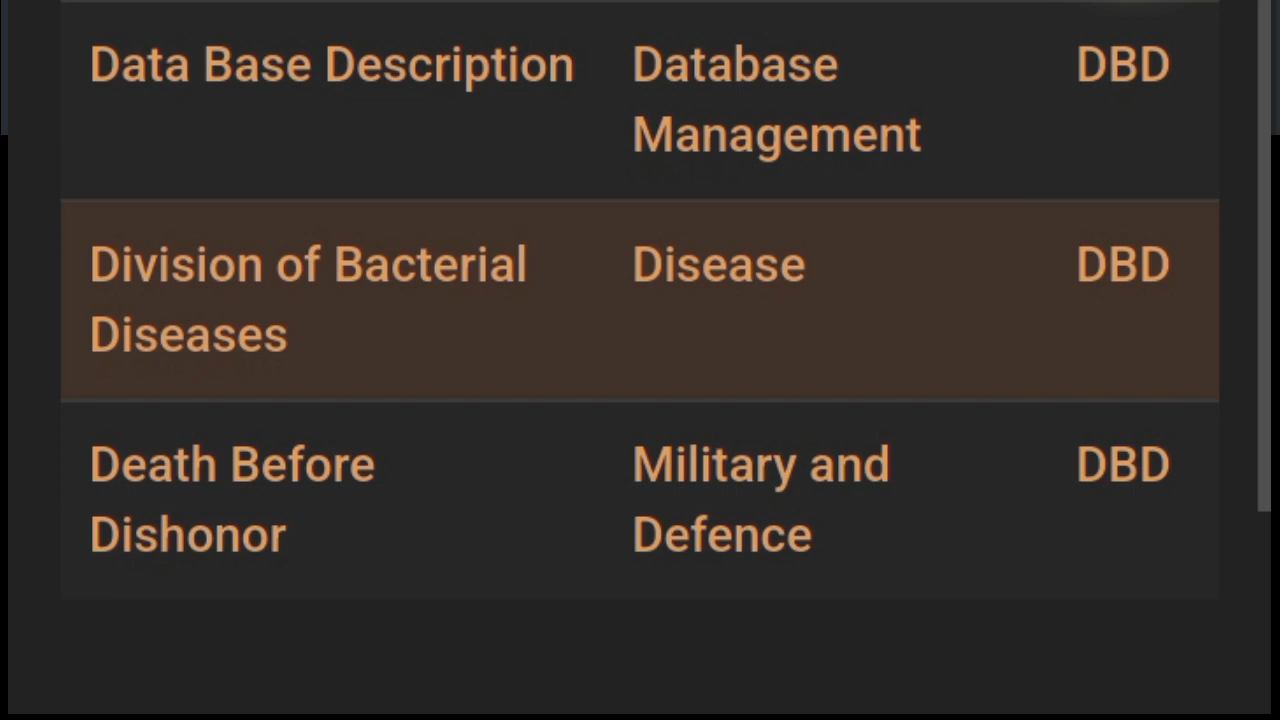 Data Base Description Database DBD
Management
Division of Bacterial Disease DBD
Diseases
Death Before Military and DBD
Dishonor Defence